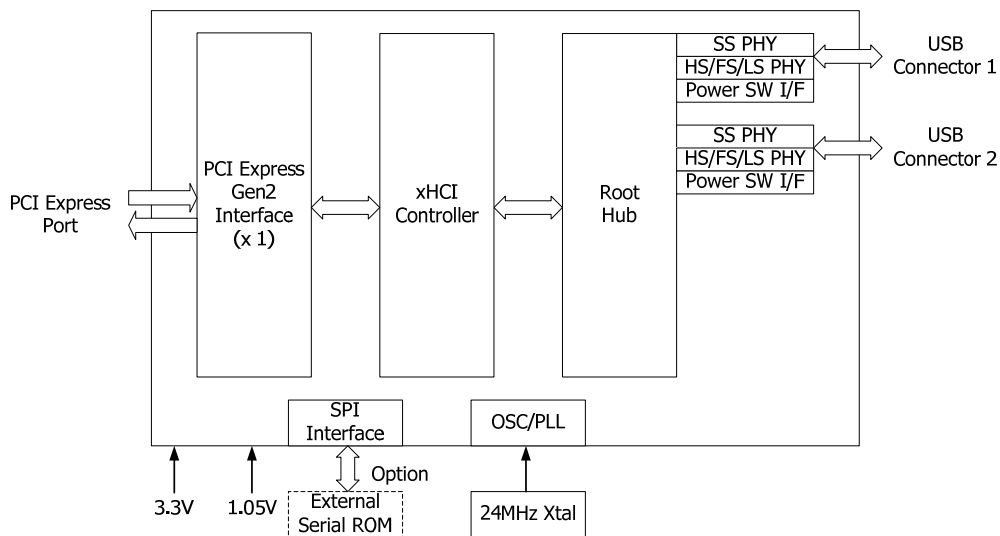 PCI Express
Port
PCI Express
Gen2
Interface
(x 1)
xHCI
Controller
Root
Hub
SS PHY
HS/FS/LS PHY
Power SW I/F
SS PHY
HS/FS/LS PHY
Power SW I/F
USB
Connector 1
USB
Connector 2
SPI
Interface
OSC/PLL
3.3V
1.05V
Option
External
Serial ROM
24MHz Xtal